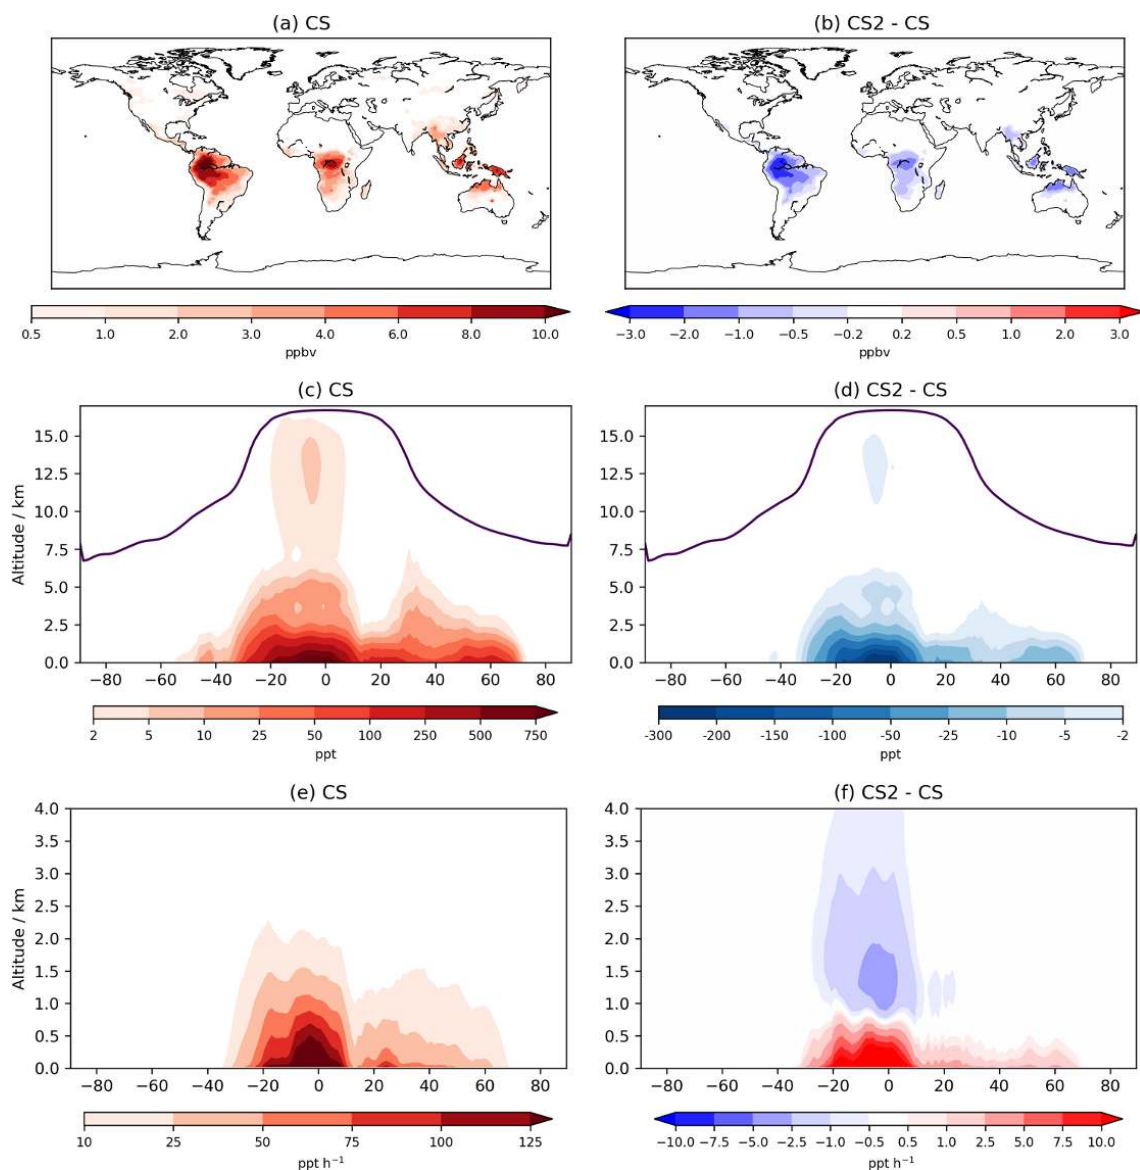 (a) CS
(b) CS2 - CS
0.5 1.0 2.0 3.0 4.0 6.0 8.0 10.0
ppbv
−3.0 −2.0 −1.0 −0.5 −0.2 0.2 0.5 1.0 2.0 3.0
ppbv
(c) CS
Altitude / km
15.0
12.5
10.0
7.5
5.0
2.5
0.0
−80 −60 −40 −20 0 20 40 60 80
2 5 10 25 50 100 250 500 750
ppt
(d) CS2 - CS
15.0
12.5
10.0
7.5
5.0
2.5
0.0
−80 −60 −40 −20 0 20 40 60 80
-300 -200 -150 -100 -50 -25 -10 -5 -2
ppt
(e) CS
Altitude / km
4.0
3.5
3.0
2.5
2.0
1.5
1.0
0.5
0.0
−80 −60 −40 −20 0 20 40 60 80
10 25 50 75 100 125
ppt h⁻¹
(f) CS2 - CS
4.0
3.5
3.0
2.5
2.0
1.5
1.0
0.5
0.0
−80 −60 −40 −20 0 20 40 60 80
−10.0 −7.5 −5.0 −2.5 −1.0 −0.5 0.5 1.0 2.5 5.0 7.5 10.0
ppt h⁻¹